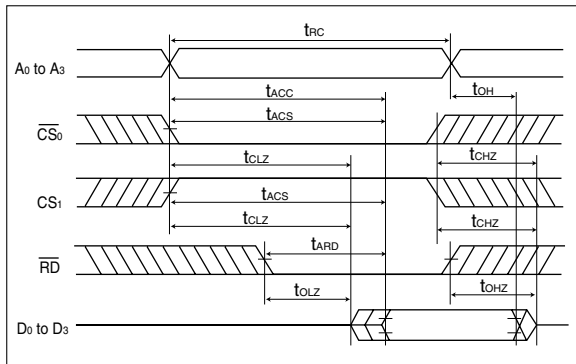 tRC
A0 to A3
tOH
tACC
tACS
CS0
tCHZ
tCLZ
CS1
tACS
tCHZ
tCLZ
tARD
RD
tOLZ
tOHZ
D0 to D3